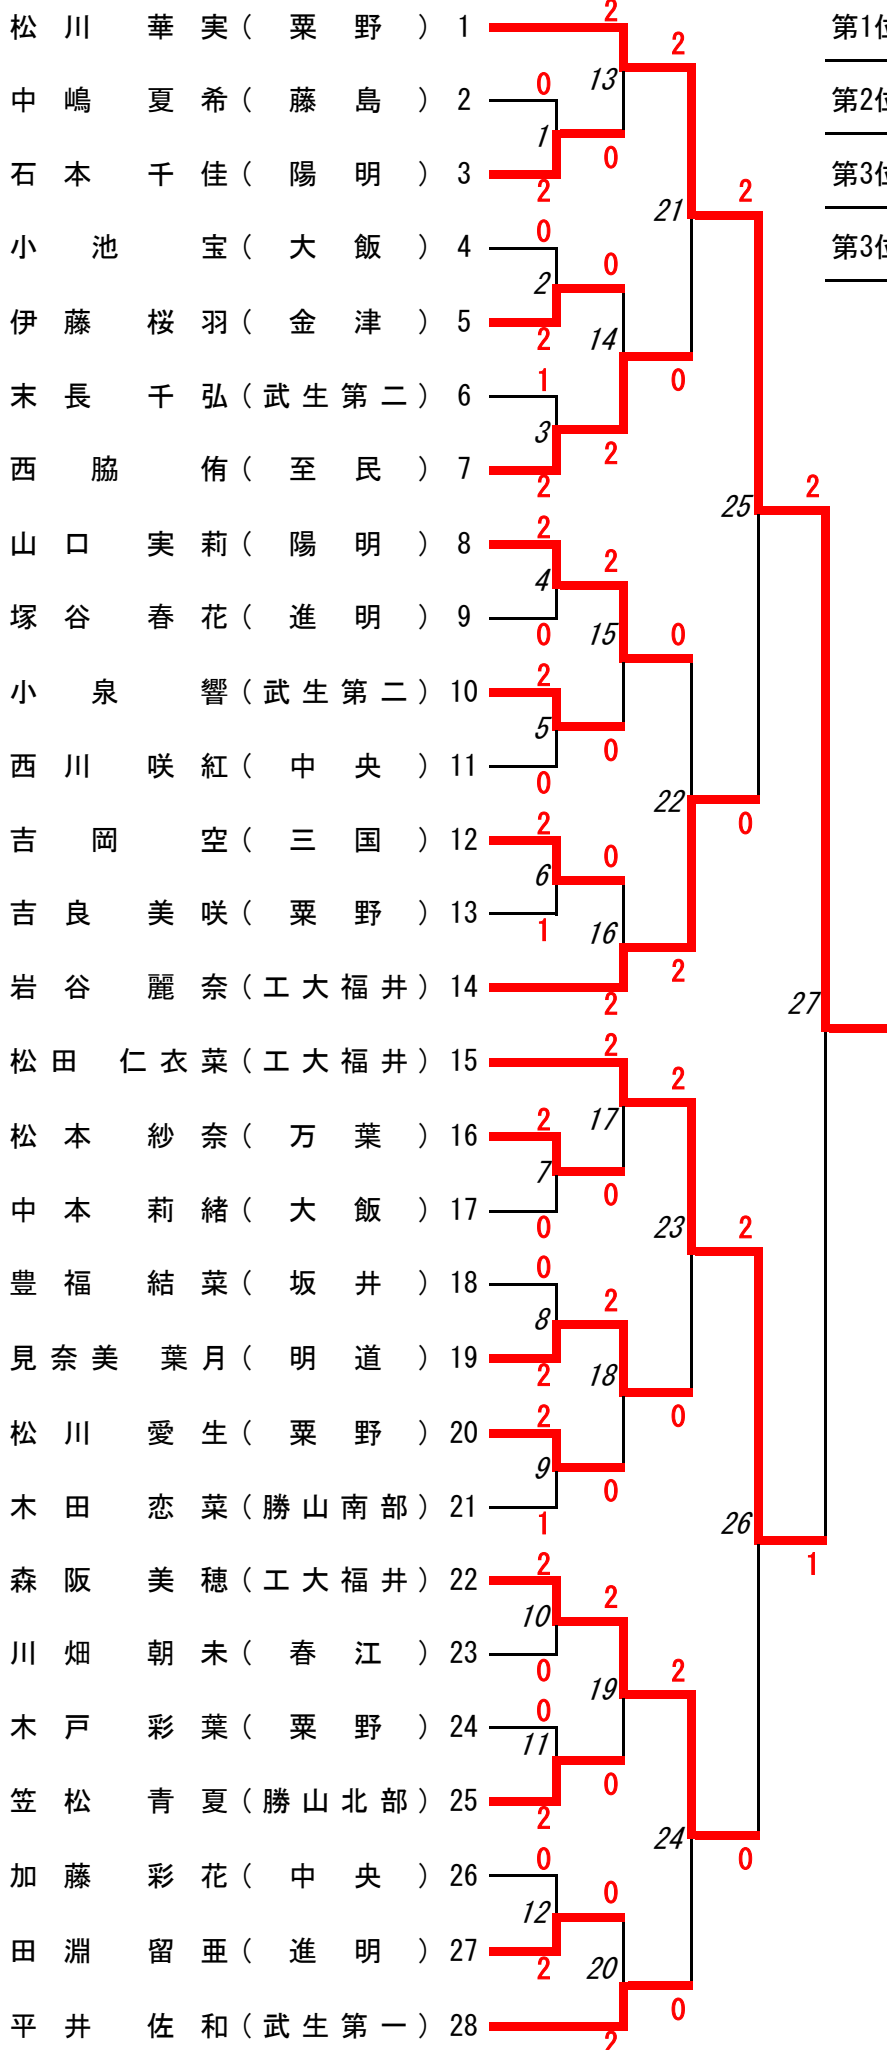 松川 華実（ 粟野 ） 1 2 第1位
2
13
中嶋 夏希（ 藤島 ） 2 0 第2位
1
0
石本 千佳（ 陽明 ） 3 2 第3位
21 2
小池 宝（ 大飯 ） 4 0 第3位
0
2
伊藤 桜羽（ 金津 ） 5 2
14
0
末長 千弘（武生第二） 6 1
3
2
西脇 侑（ 至民 ） 7 2
25 2
山口 実莉（ 陽明 ） 8 2
2
4
塚谷 春花（ 進明 ） 9 0
15 0
小泉 響（武生第二） 10 2
5
0
西川 咲紅（ 中央 ） 11 0
22
0
吉岡 空（ 三国 ） 12 2
0
6
吉良 美咲（ 粟野 ） 13 1
16
2
岩谷 麗奈（工大福井） 14 2
27
松田 仁衣菜（工大福井） 15 2
2
17
松本 紗奈（ 万葉 ） 16 2
7
0
中本 莉緒（ 大飯 ） 17 0
23 2
豊福 結菜（ 坂井 ） 18 0
2
8
見奈美 葉月（ 明道 ） 19 2
18
0
松川 愛生（ 粟野 ） 20 2
9
0
木田 恋菜（勝山南部） 21 1
26
1
森阪 美穂（工大福井） 22 2
2
10
川畑 朝未（ 春江 ） 23 0
2
19
木戸 彩葉（ 粟野 ） 24 0
11
0
笠松 青夏（勝山北部） 25 2
24
0
加藤 彩花（ 中央 ） 26 0
0
12
田淵 留亜（ 進明 ） 27 2
20
0
平井 佐和（武生第一） 28 2